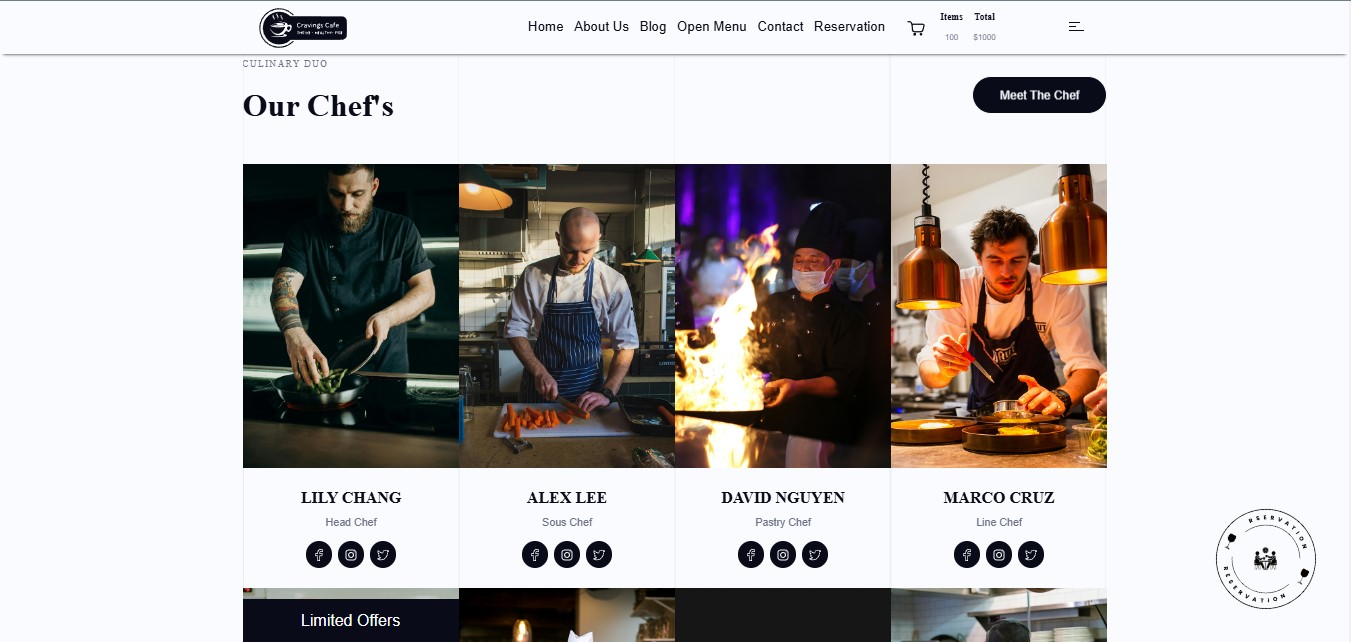 Cravings Cafe
Home About Us Blog Open Menu Contact Reservation
Items Total
100 $1000
CULINARY DUO
Our Chef's
Meet The Chef
LILY CHANG
Head Chef
ALEX LEE
Sous Chef
DAVID NGUYEN
Pastry Chef
MARCO CRUZ
Line Chef
RESERVATION
RESERVATION
Limited Offers